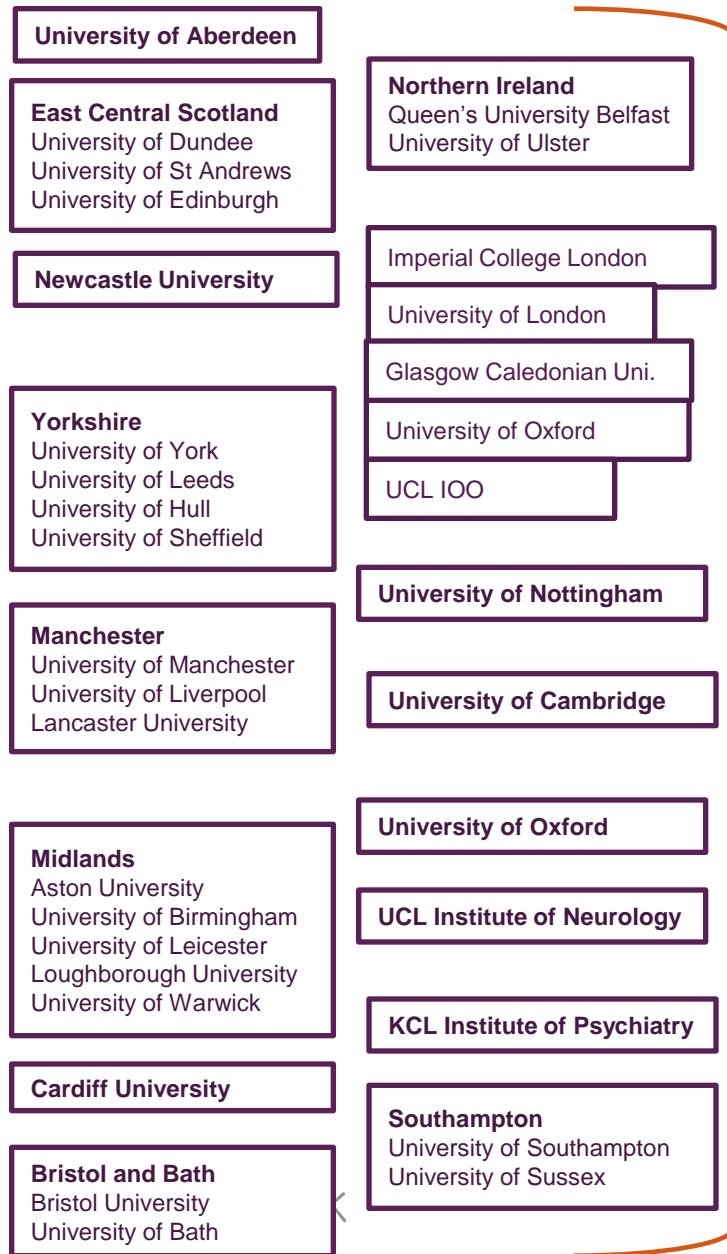 University of Aberdeen
East Central Scotland
University of Dundee
University of St Andrews
University of Edinburgh
Newcastle University
Yorkshire
University of York
University of Leeds
University of Hull
University of Sheffield
Manchester
University of Manchester
University of Liverpool
Lancaster University
Midlands
Aston University
University of Birmingham
University of Leicester
Loughborough University
University of Warwick
Cardiff University
Bristol and Bath
Bristol University
University of Bath
Northern Ireland
Queen’s University Belfast
University of Ulster
Imperial College London
University of London
Glasgow Caledonian Uni.
University of Oxford
UCL IOO
University of Nottingham
University of Cambridge
University of Oxford
UCL Institute of Neurology
KCL Institute of Psychiatry
Southampton
University of Southampton
University of Sussex